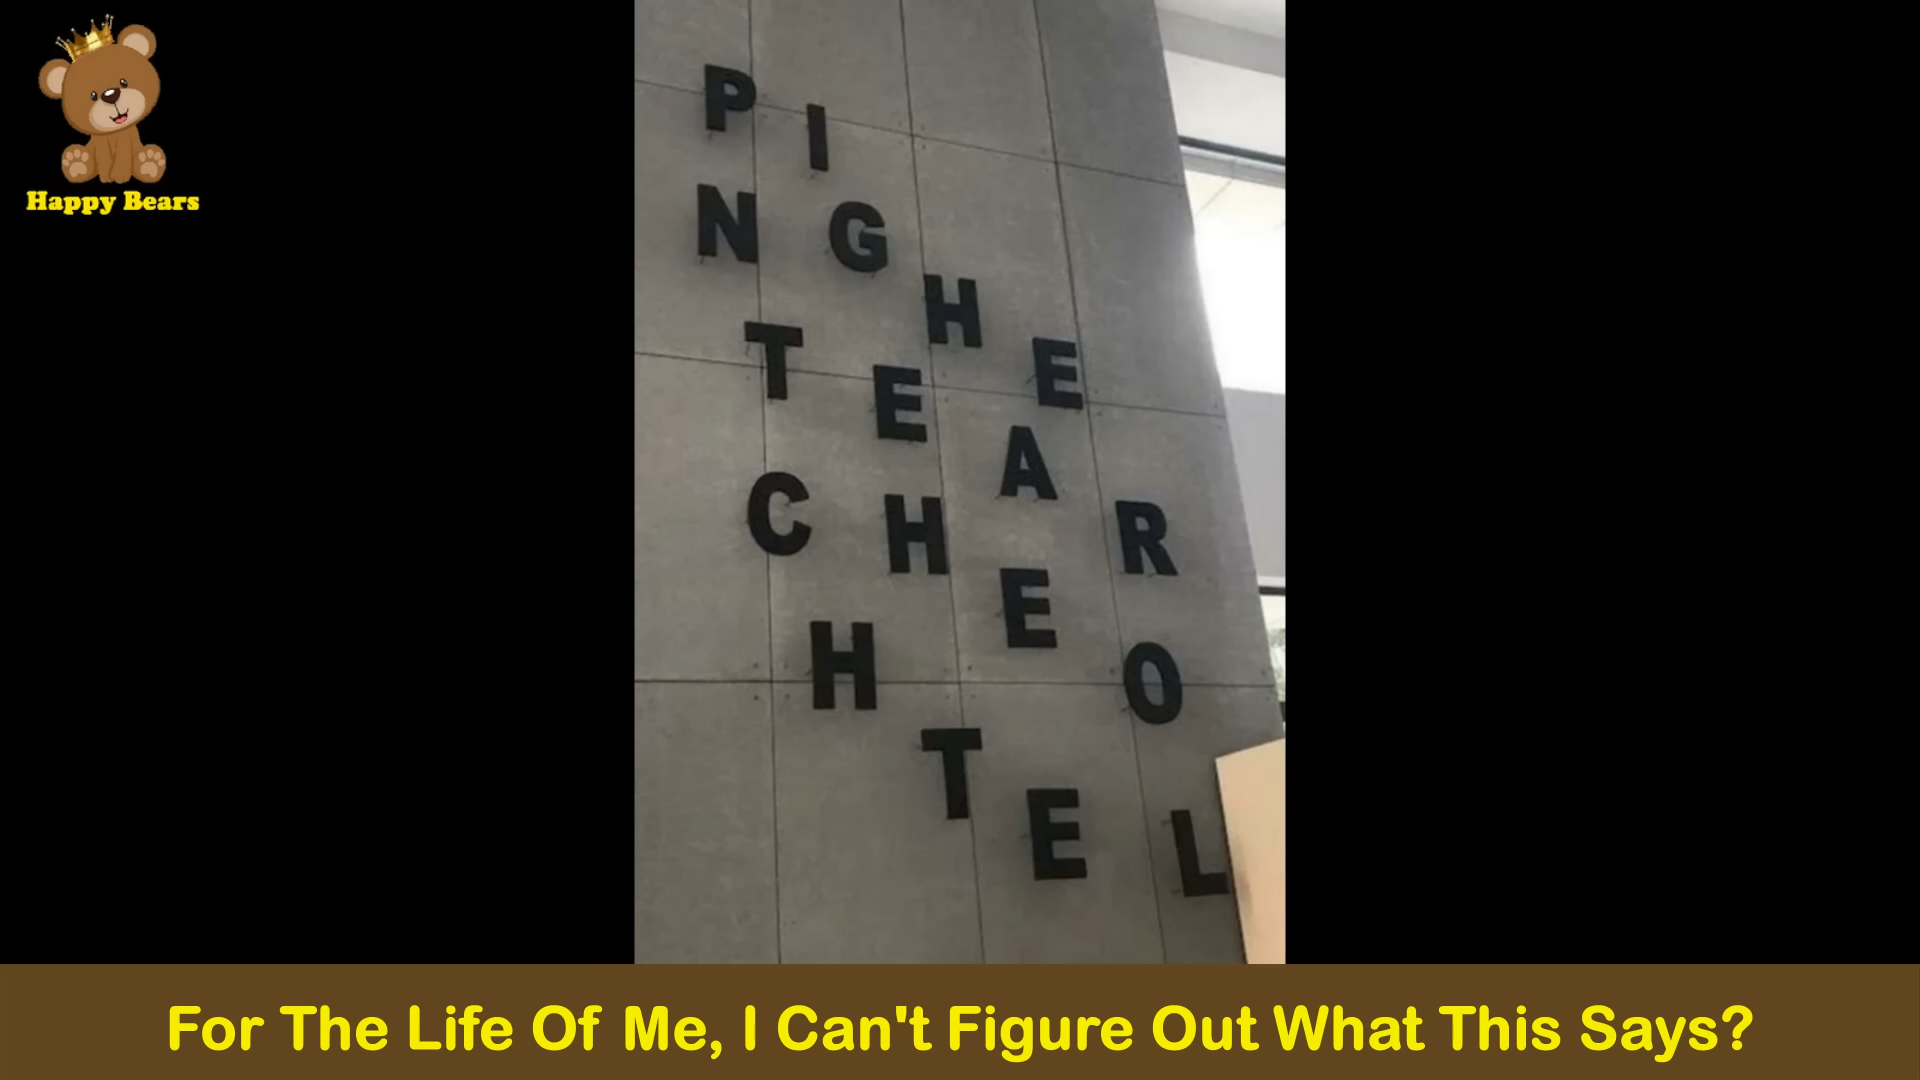 Happy Bears
P I
N G H E
T E A R
C H E O
H T E L
For The Life Of Me, I Can't Figure Out What This Says?